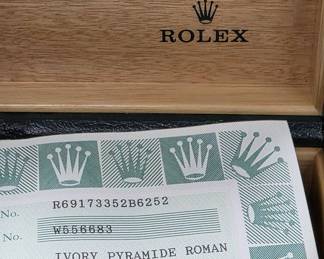 ROLEX
No. R69173352B6252
No. W556683
IVORY PYRAMIDE ROMAN